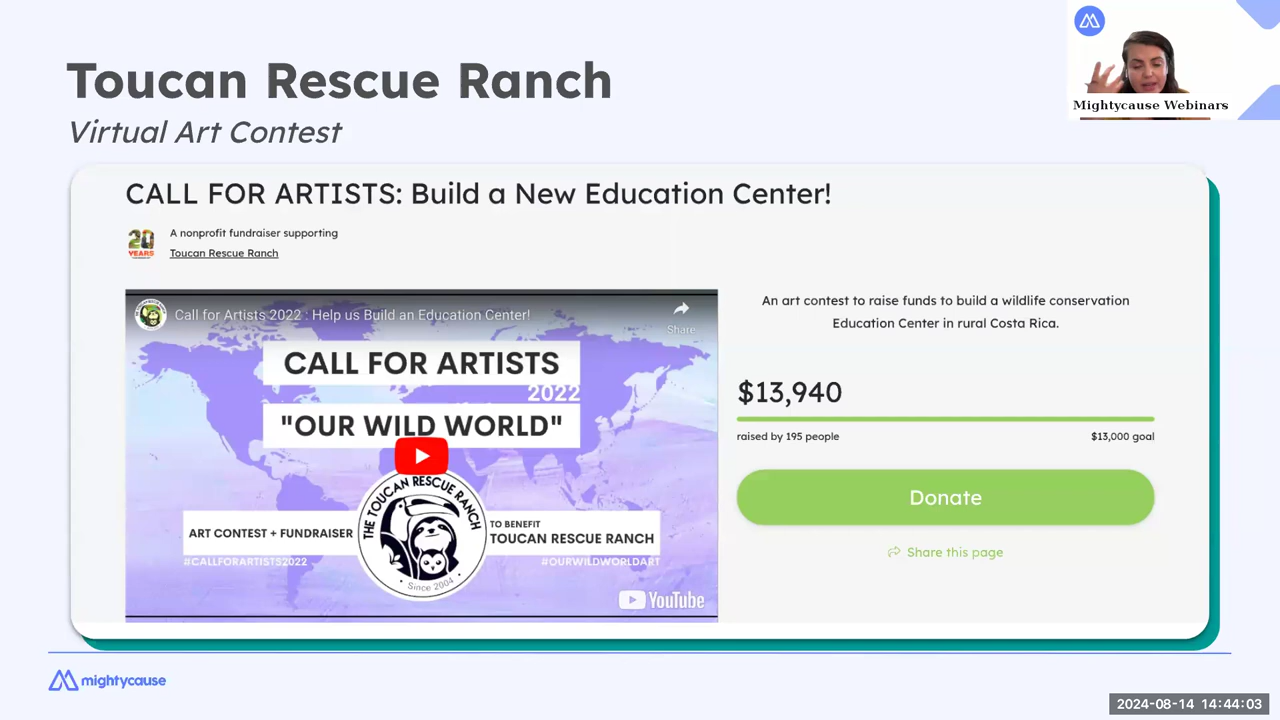 Toucan Rescue Ranch
Virtual Art Contest
Mightycause Webinars
CALL FOR ARTISTS: Build a New Education Center!
20
YEARS
A nonprofit fundraiser supporting
Toucan Rescue Ranch
Call for Artists 2022 : Help us Build an Education Center!
Share
CALL FOR ARTISTS
2022
"OUR WILD WORLD"
THE TOUCAN RESCUE RANCH
• Since 2004 •
ART CONTEST + FUNDRAISER
TO BENEFIT
TOUCAN RESCUE RANCH
#CALLFORARTISTS2022
#OURWILDWORLDART
YouTube
An art contest to raise funds to build a wildlife conservation
Education Center in rural Costa Rica.
$13,940
raised by 195 people
$13,000 goal
Donate
Share this page
mightycause
2024-08-14 14:44:03